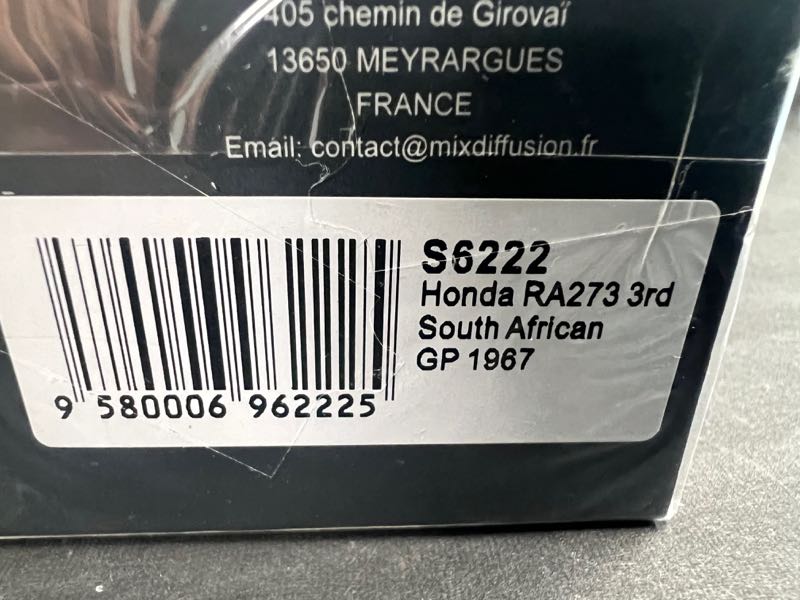 405 chemin de Girovaï
13650 MEYRARGUES
FRANCE
Email: contact@mixdiffusion.fr
S6222
Honda RA273 3rd
South African
GP 1967
9 580006 962225